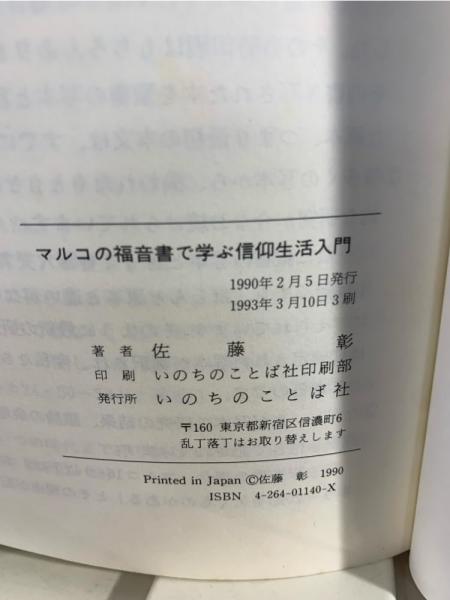 マルコの福音書で学ぶ信仰生活入門
1990年2月5日発行
1993年3月10日3刷
著者 佐藤 彰
印刷 いのちのことば社印刷部
発行所 いのちのことば社
〒160 東京都新宿区信濃町6
乱丁落丁はお取り替えします
Printed in Japan ©佐藤 彰 1990
ISBN 4-264-01140-X